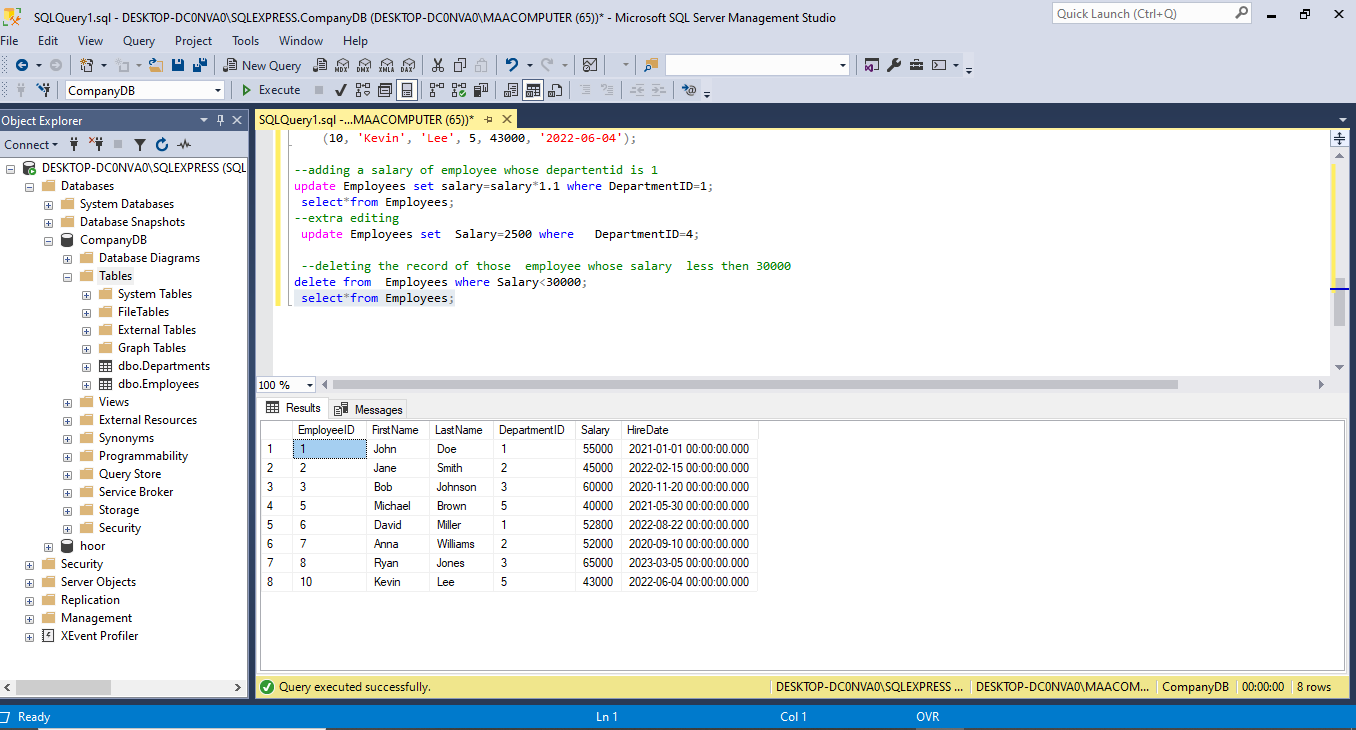 SQLQuery1.sql - DESKTOP-DC0NVA0\SQLEXPRESS.CompanyDB (DESKTOP-DC0NVA0\MAACOMPUTER (65))* - Microsoft SQL Server Management Studio
Quick Launch (Ctrl+Q)
File Edit View Query Project Tools Window Help
New Query MDX DMX XMLA DAX
CompanyDB Execute
Object Explorer
Connect
DESKTOP-DC0NVA0\SQLEXPRESS (SQL
Databases
System Databases
Database Snapshots
CompanyDB
Database Diagrams
Tables
System Tables
FileTables
External Tables
Graph Tables
dbo.Departments
dbo.Employees
Views
External Resources
Synonyms
Programmability
Query Store
Service Broker
Storage
Security
hoor
Security
Server Objects
Replication
Management
XEvent Profiler
SQLQuery1.sql -...MAACOMPUTER (65))*
(10, 'Kevin', 'Lee', 5, 43000, '2022-06-04');
--adding a salary of employee whose departentid is 1
update Employees set salary=salary*1.1 where DepartmentID=1;
select*from Employees;
--extra editing
update Employees set  Salary=2500 where   DepartmentID=4;
--deleting the record of those  employee whose salary  less then 30000
delete from  Employees where Salary<30000;
select*from Employees;
100 %
Results Messages
EmployeeID FirstName LastName DepartmentID Salary HireDate
1 1 John Doe 1 55000 2021-01-01 00:00:00.000
2 2 Jane Smith 2 45000 2022-02-15 00:00:00.000
3 3 Bob Johnson 3 60000 2020-11-20 00:00:00.000
4 5 Michael Brown 5 40000 2021-05-30 00:00:00.000
5 6 David Miller 1 52800 2022-08-22 00:00:00.000
6 7 Anna Williams 2 52000 2020-09-10 00:00:00.000
7 8 Ryan Jones 3 65000 2023-03-05 00:00:00.000
8 10 Kevin Lee 5 43000 2022-06-04 00:00:00.000
Query executed successfully. DESKTOP-DC0NVA0\SQLEXPRESS ... DESKTOP-DC0NVA0\MAACOM... CompanyDB 00:00:00 8 rows
Ready Ln 1 Col 1 OVR